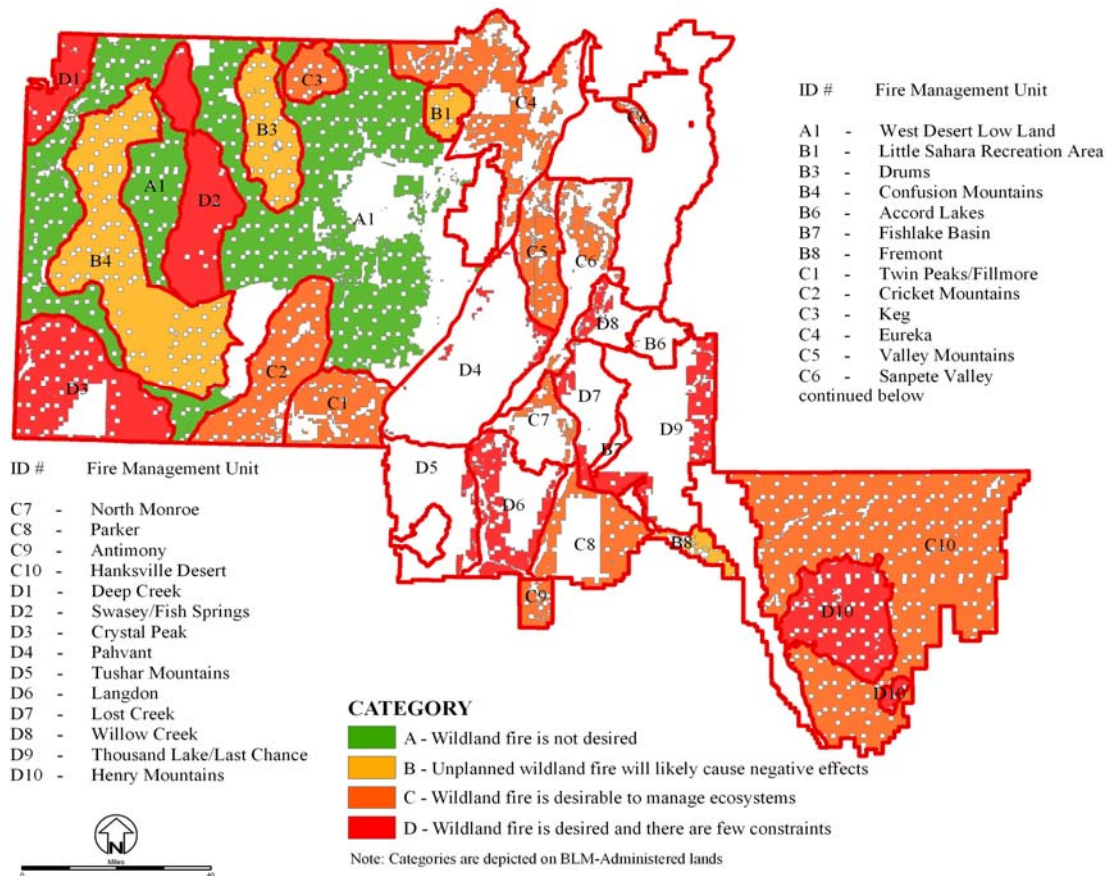 ID # Fire Management Unit
A1 - West Desert Low Land
B1 - Little Sahara Recreation Area
B3 - Drums
B4 - Confusion Mountains
B6 - Accord Lakes
B7 - Fishlake Basin
B8 - Fremont
C1 - Twin Peaks/Fillmore
C2 - Cricket Mountains
C3 - Keg
C4 - Eureka
C5 - Valley Mountains
C6 - Sanpete Valley
continued below
D1
C3
B1
C4
C6
B3
A1
D2
A1
B4
C5
C6
D8
B6
D4
C2
D3
C1
D7
C7
D9
B7
D5
D6
C8
B8
C10
C9
D10
D10
ID # Fire Management Unit
C7 - North Monroe
C8 - Parker
C9 - Antimony
C10 - Hanksville Desert
D1 - Deep Creek
D2 - Swasey/Fish Springs
D3 - Crystal Peak
D4 - Pahvant
D5 - Tushar Mountains
D6 - Langdon
D7 - Lost Creek
D8 - Willow Creek
D9 - Thousand Lake/Last Chance
D10 - Henry Mountains
CATEGORY
A - Wildland fire is not desired
B - Unplanned wildland fire will likely cause negative effects
C - Wildland fire is desirable to manage ecosystems
D - Wildland fire is desired and there are few constraints
Note: Categories are depicted on BLM-Administered lands
N
Miles
0 40